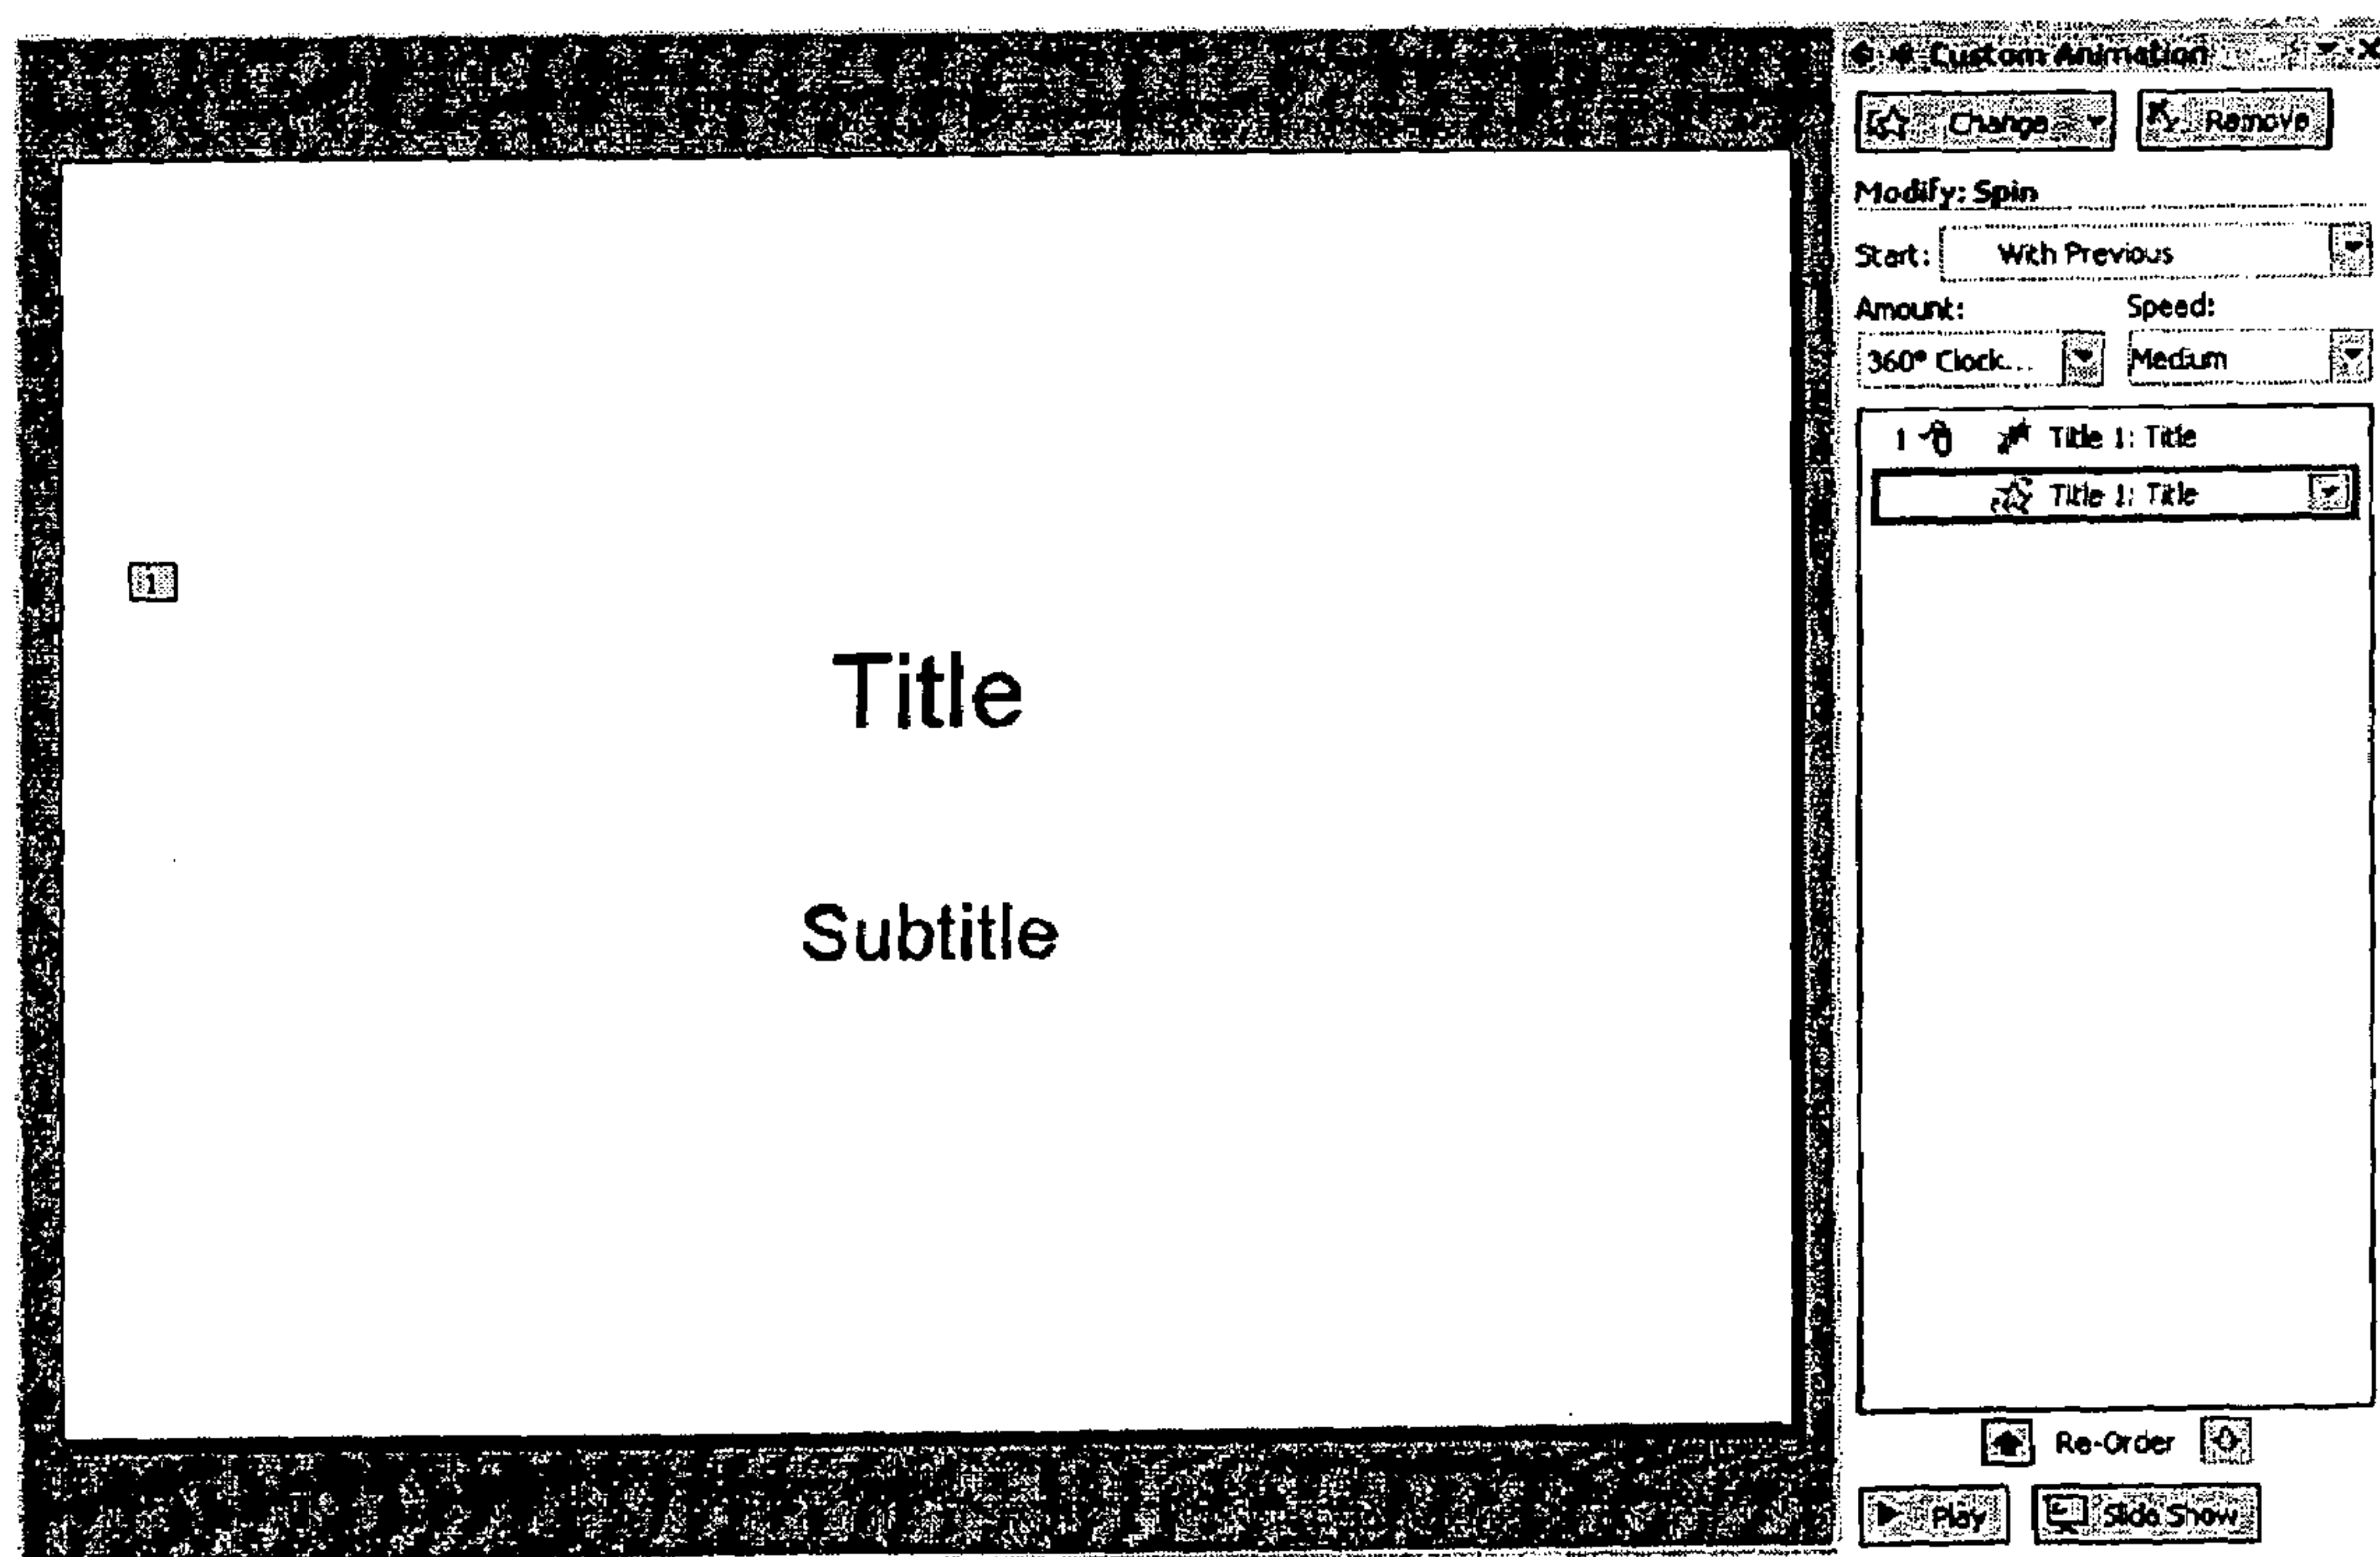 Custom Animation
Change Remove
Modify: Spin
Start: With Previous
Amount: Speed:
360° Clock... Medium
1 Title 1: Title
Title 1: Title
1
Title
Subtitle
Re-Order
Play Slide Show